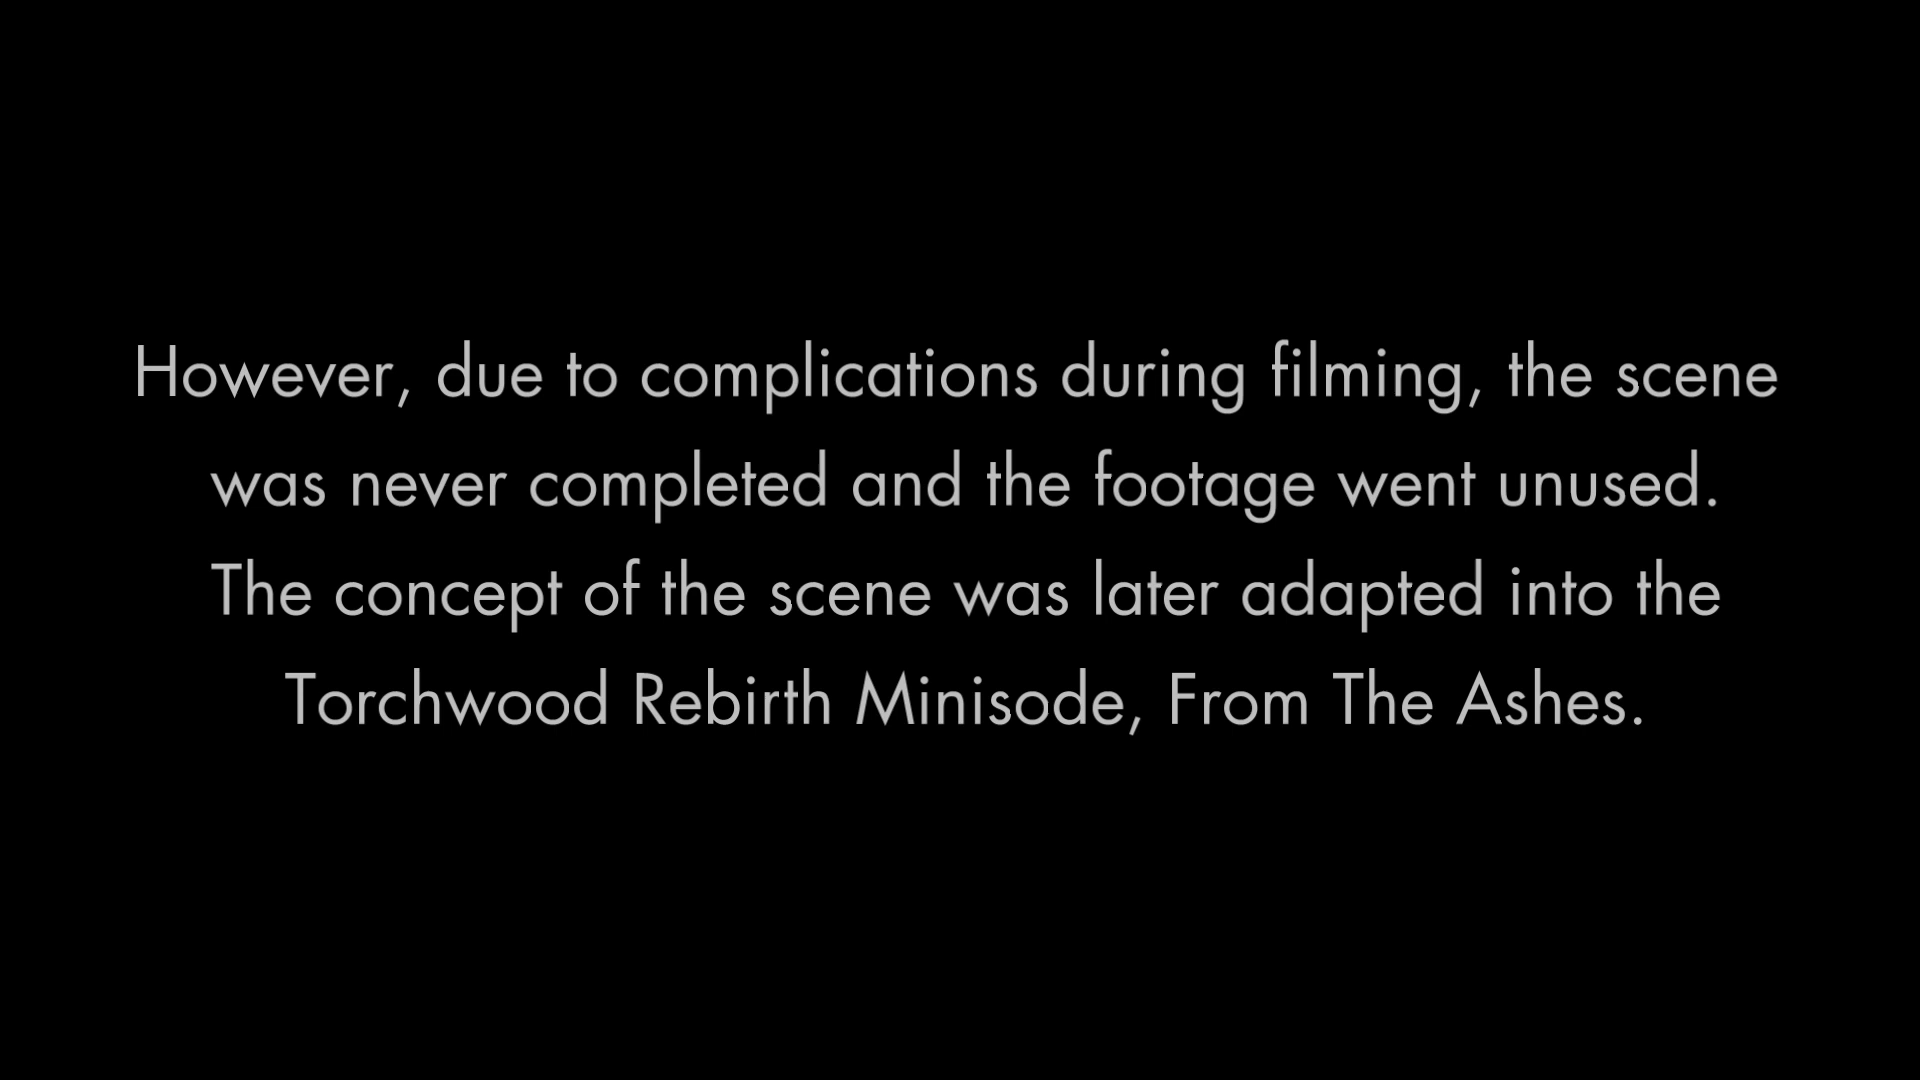 However, due to complications during filming, the scene
was never completed and the footage went unused.
The concept of the scene was later adapted into the
Torchwood Rebirth Minisode, From The Ashes.